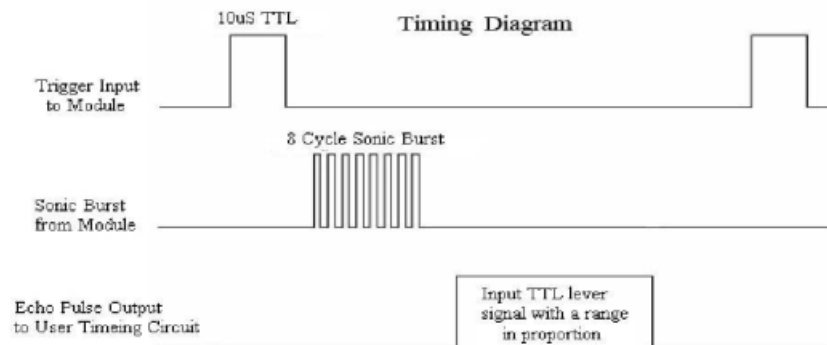 10uS TTL
Timing Diagram
Trigger Input
to Module
8 Cycle Sonic Burst
Sonic Burst
from Module
Echo Pulse Output
to User Timeing Circuit
Input TTL lever
signal with a range
in proportion